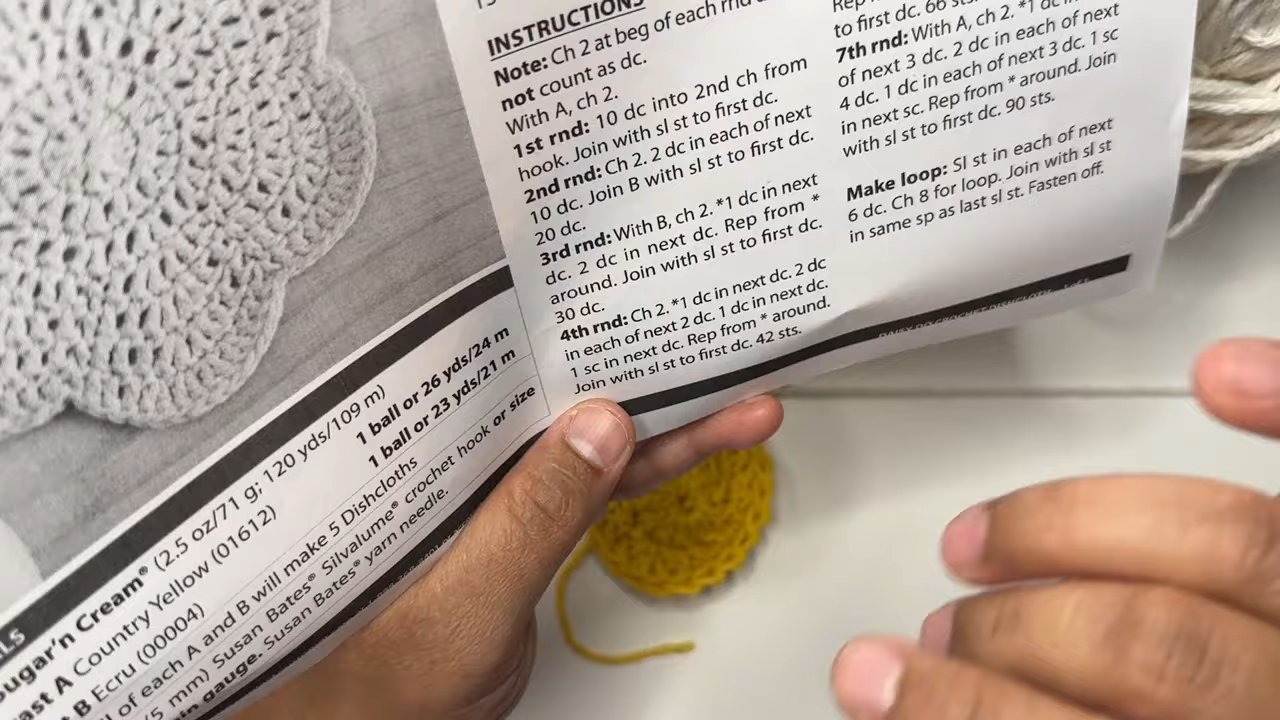 INSTRUCTIONS
Note: Ch 2 at beg of each rnd
not count as dc.
With A, ch 2.
1st rnd: 10 dc into 2nd ch from
hook. Join with sl st to first dc.
2nd rnd: Ch 2. 2 dc in each of next
10 dc. Join B with sl st to first dc.
20 dc.
3rd rnd: With B, ch 2. *1 dc in next
dc. 2 dc in next dc. Rep from *
around. Join with sl st to first dc.
30 dc.
4th rnd: Ch 2. *1 dc in next dc. 2 dc
in each of next 2 dc. 1 dc in next dc.
1 sc in next dc. Rep from * around.
Join with sl st to first dc. 42 sts.
to first dc. 66 sts.
7th rnd: With A, ch 2. *1 dc in
of next 3 dc. 2 dc in each of next
4 dc. 1 dc in each of next 3 dc. 1 sc
in next sc. Rep from * around. Join
with sl st to first dc. 90 sts.
Make loop: Sl st in each of next
6 dc. Ch 8 for loop. Join with sl st
in same sp as last sl st. Fasten off.
DAISY DO CROCHET DISHCLOTH
ugar'n Cream® (2.5 oz/71 g; 120 yds/109 m)
ast A Country Yellow (01612) 1 ball or 26 yds/24 m
t B Ecru (00004) 1 ball or 23 yds/21 m
of each A and B will make 5 Dishcloths
5 mm) Susan Bates® Silvalume® crochet hook or size
in gauge. Susan Bates® yarn needle.